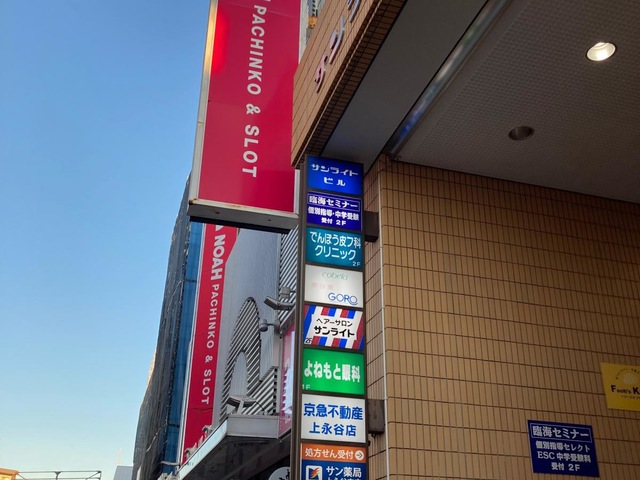 PACHINKO & SLOT
NOAH PACHINKO & SLOT
サンライト
ビル
臨海セミナー
個別指導・中学受験
受付 2F
でんぼう皮フ科
クリニック
2F
cobeki
GORO
ヘアーサロン
サンライト
よねもと眼科
1F
京急不動産
上永谷店
処方せん受付
サン薬局
臨海セミナー
個別指導セレクト
ESC 中学受験科
受付 2F